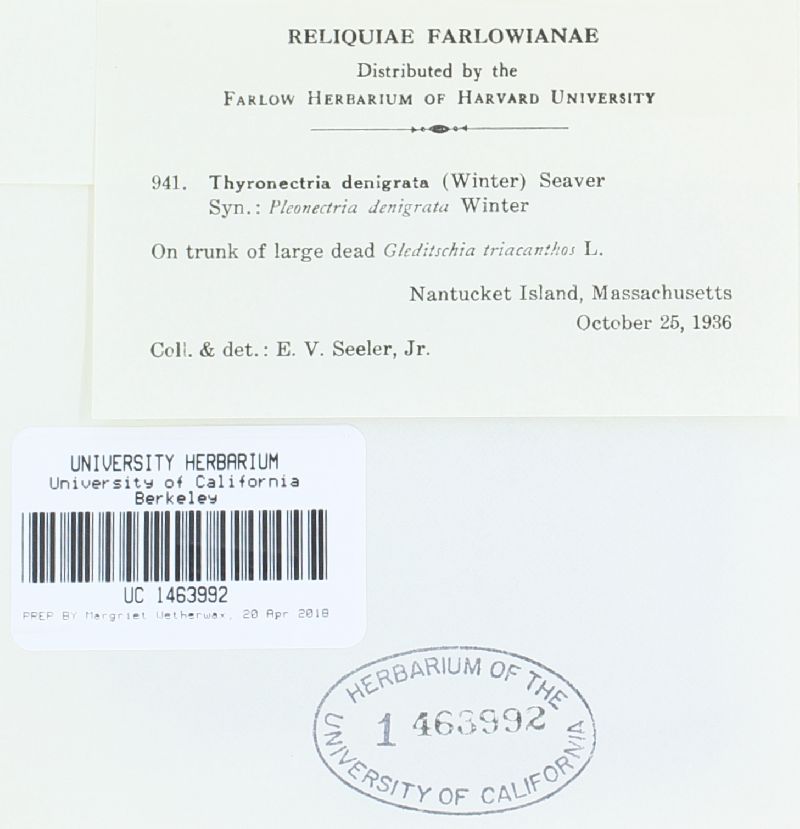 RELIQUIAE FARLOWIANAE
Distributed by the
FARLOW HERBARIUM OF HARVARD UNIVERSITY
941. Thyronectria denigrata (Winter) Seaver
Syn.: Pleonectria denigrata Winter
On trunk of large dead Gleditschia triacanthos L.
Nantucket Island, Massachusetts
October 25, 1936
Coll. & det.: E. V. Seeler, Jr.
UNIVERSITY HERBARIUM
University of California
Berkeley
UC 1463992
PREP BY Margriet Wetherwax, 20 Apr 2018
HERBARIUM OF THE
1 463992
UNIVERSITY OF CALIFORNIA